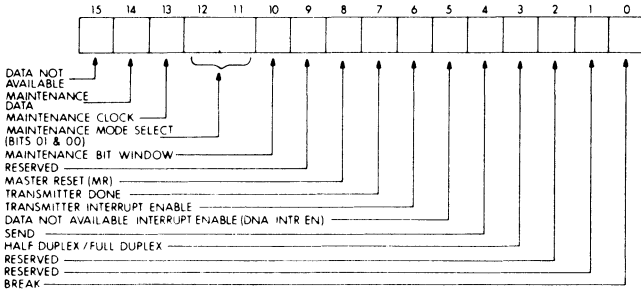 15 14 13 12 11 10 9 8 7 6 5 4 3 2 1 0
DATA NOT
AVAILABLE
MAINTENANCE
DATA
MAINTENANCE CLOCK
MAINTENANCE MODE SELECT
(BITS 01 & 00)
MAINTENANCE BIT WINDOW
RESERVED
MASTER RESET (MR)
TRANSMITTER DONE
TRANSMITTER INTERRUPT ENABLE
DATA NOT AVAILABLE INTERRUPT ENABLE (DNA INTR EN)
SEND
HALF DUPLEX / FULL DUPLEX
RESERVED
RESERVED
BREAK